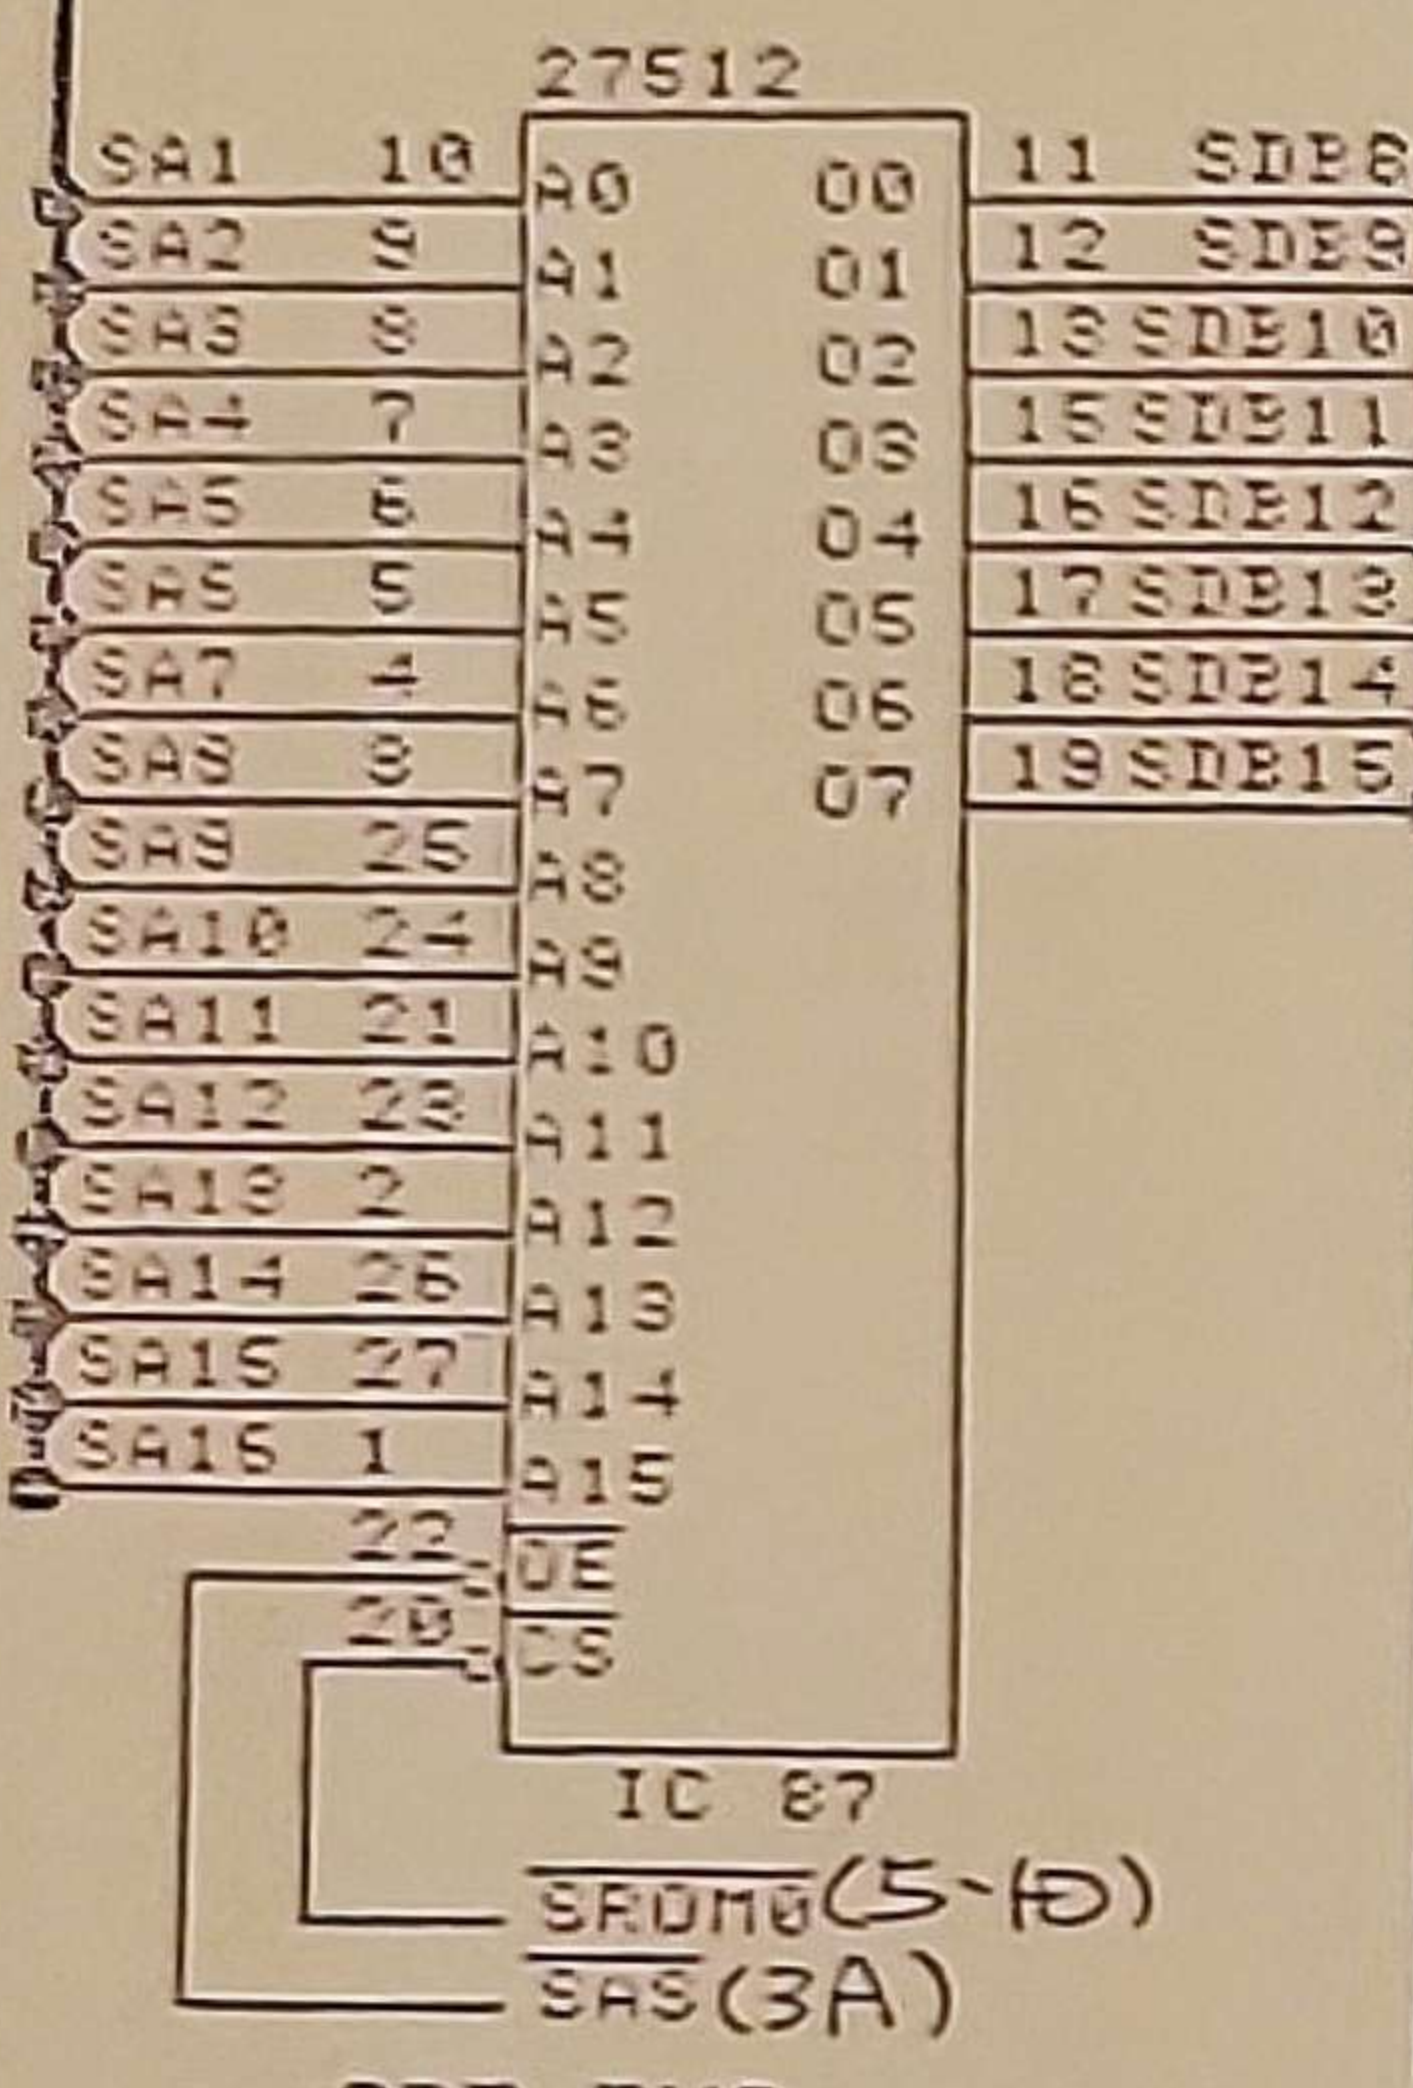 27512
SA1 10 A0 O0 11 SDB8
SA2 9 A1 O1 12 SDB9
SA3 8 A2 O2 13 SDB10
SA4 7 A3 O3 15 SDB11
SA5 6 A4 O4 16 SDB12
SA6 5 A5 O5 17 SDB13
SA7 4 A6 O6 18 SDB14
SA8 3 A7 O7 19 SDB15
SA9 25 A8
SA10 24 A9
SA11 21 A10
SA12 23 A11
SA13 2 A12
SA14 26 A13
SA15 27 A14
SA16 1 A15
22 OE
20 CS
IC 87
SROM0
SAS (3A)